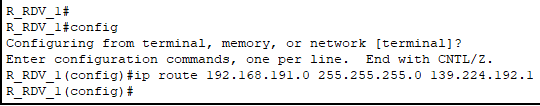 R_RDV_1#
R_RDV_1#config
Configuring from terminal, memory, or network [terminal]?
Enter configuration commands, one per line.  End with CNTL/Z.
R_RDV_1(config)#ip route 192.168.191.0 255.255.255.0 139.224.192.1
R_RDV_1(config)#